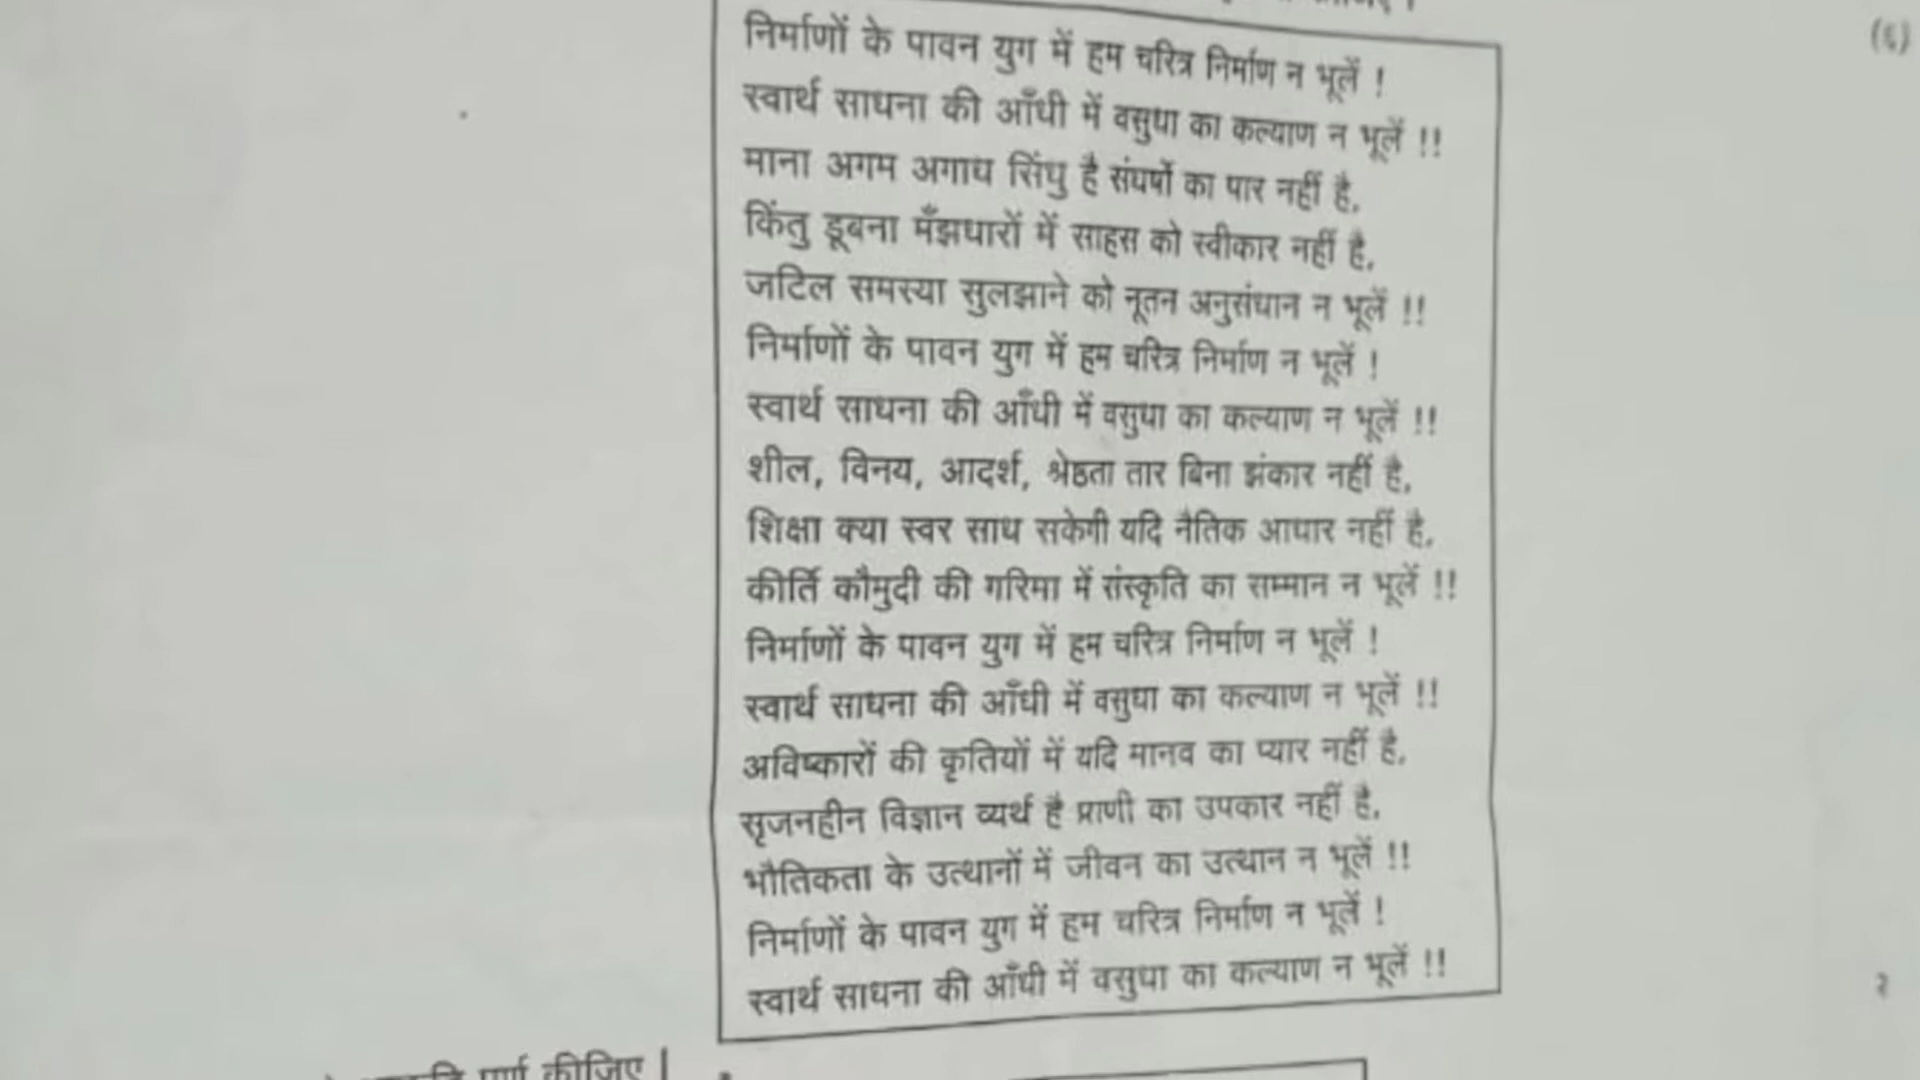 (६)
निर्माणों के पावन युग में हम चरित्र निर्माण न भूलें !
स्वार्थ साधना की आँधी में वसुधा का कल्याण न भूलें !!
माना अगम अगाध सिंधु है संघर्षों का पार नहीं है,
किंतु डूबना मँझधारों में साहस को स्वीकार नहीं है,
जटिल समस्या सुलझाने को नूतन अनुसंधान न भूलें !!
निर्माणों के पावन युग में हम चरित्र निर्माण न भूलें !
स्वार्थ साधना की आँधी में वसुधा का कल्याण न भूलें !!
शील, विनय, आदर्श, श्रेष्ठता तार बिना झंकार नहीं है,
शिक्षा क्या स्वर साध सकेगी यदि नैतिक आधार नहीं है,
कीर्ति कौमुदी की गरिमा में संस्कृति का सम्मान न भूलें !!
निर्माणों के पावन युग में हम चरित्र निर्माण न भूलें !
स्वार्थ साधना की आँधी में वसुधा का कल्याण न भूलें !!
अविष्कारों की कृतियों में यदि मानव का प्यार नहीं है,
सृजनहीन विज्ञान व्यर्थ है प्राणी का उपकार नहीं है,
भौतिकता के उत्थानों में जीवन का उत्थान न भूलें !!
निर्माणों के पावन युग में हम चरित्र निर्माण न भूलें !
स्वार्थ साधना की आँधी में वसुधा का कल्याण न भूलें !!
२
पूर्ण कीजिए |